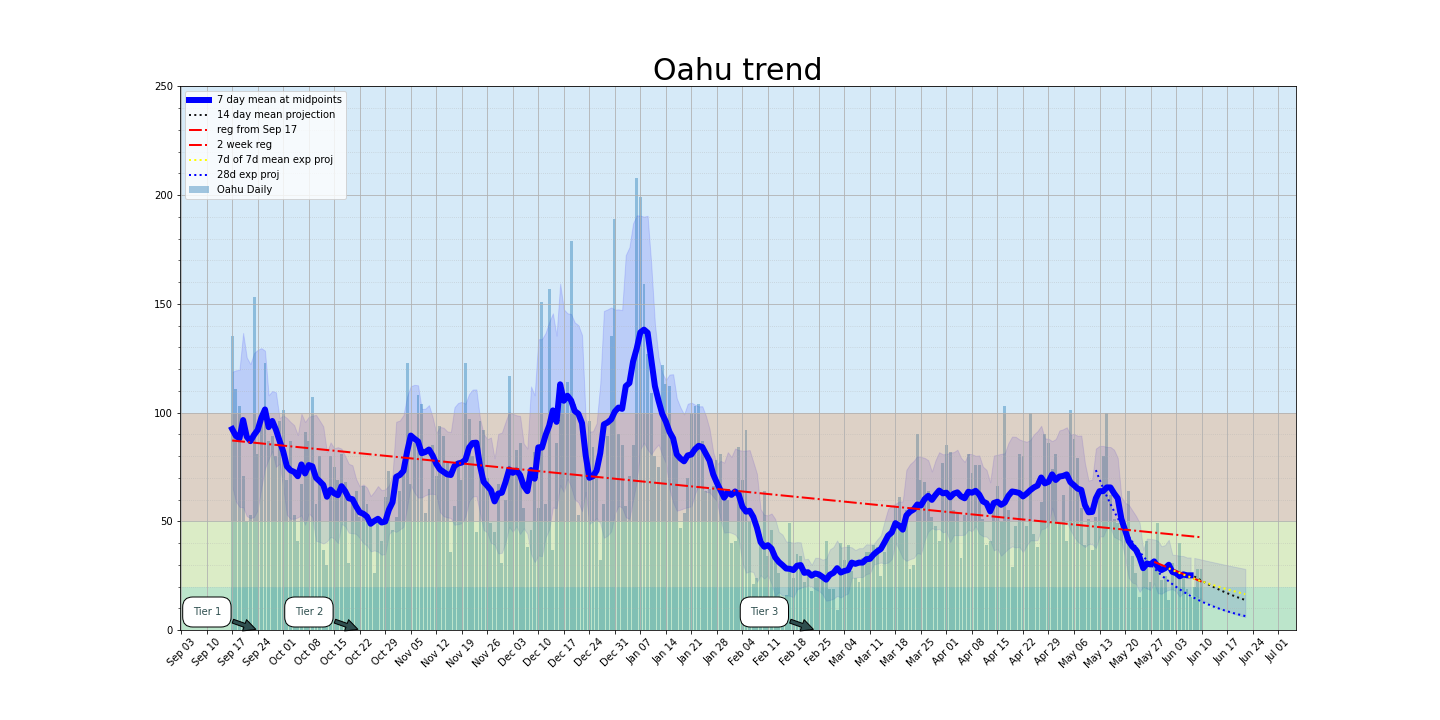 Oahu trend
250
200
150
100
50
0
7 day mean at midpoints
14 day mean projection
reg from Sep 17
2 week reg
7d of 7d mean exp proj
28d exp proj
Oahu Daily
Tier 1
Tier 2
Tier 3
Sep 03
Sep 10
Sep 17
Sep 24
Oct 01
Oct 08
Oct 15
Oct 22
Oct 29
Nov 05
Nov 12
Nov 19
Nov 26
Dec 03
Dec 10
Dec 17
Dec 24
Dec 31
Jan 07
Jan 14
Jan 21
Jan 28
Feb 04
Feb 11
Feb 18
Feb 25
Mar 04
Mar 11
Mar 18
Mar 25
Apr 01
Apr 08
Apr 15
Apr 22
Apr 29
May 06
May 13
May 20
May 27
Jun 03
Jun 10
Jun 17
Jun 24
Jul 01